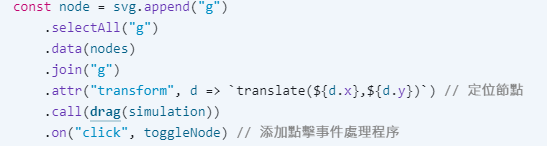 const node = svg.append("g")
.selectAll("g")
.data(nodes)
.join("g")
.attr("transform", d => `translate(${d.x},${d.y})`) // 定位節點
.call(drag(simulation))
.on("click", toggleNode) // 添加點擊事件處理程序